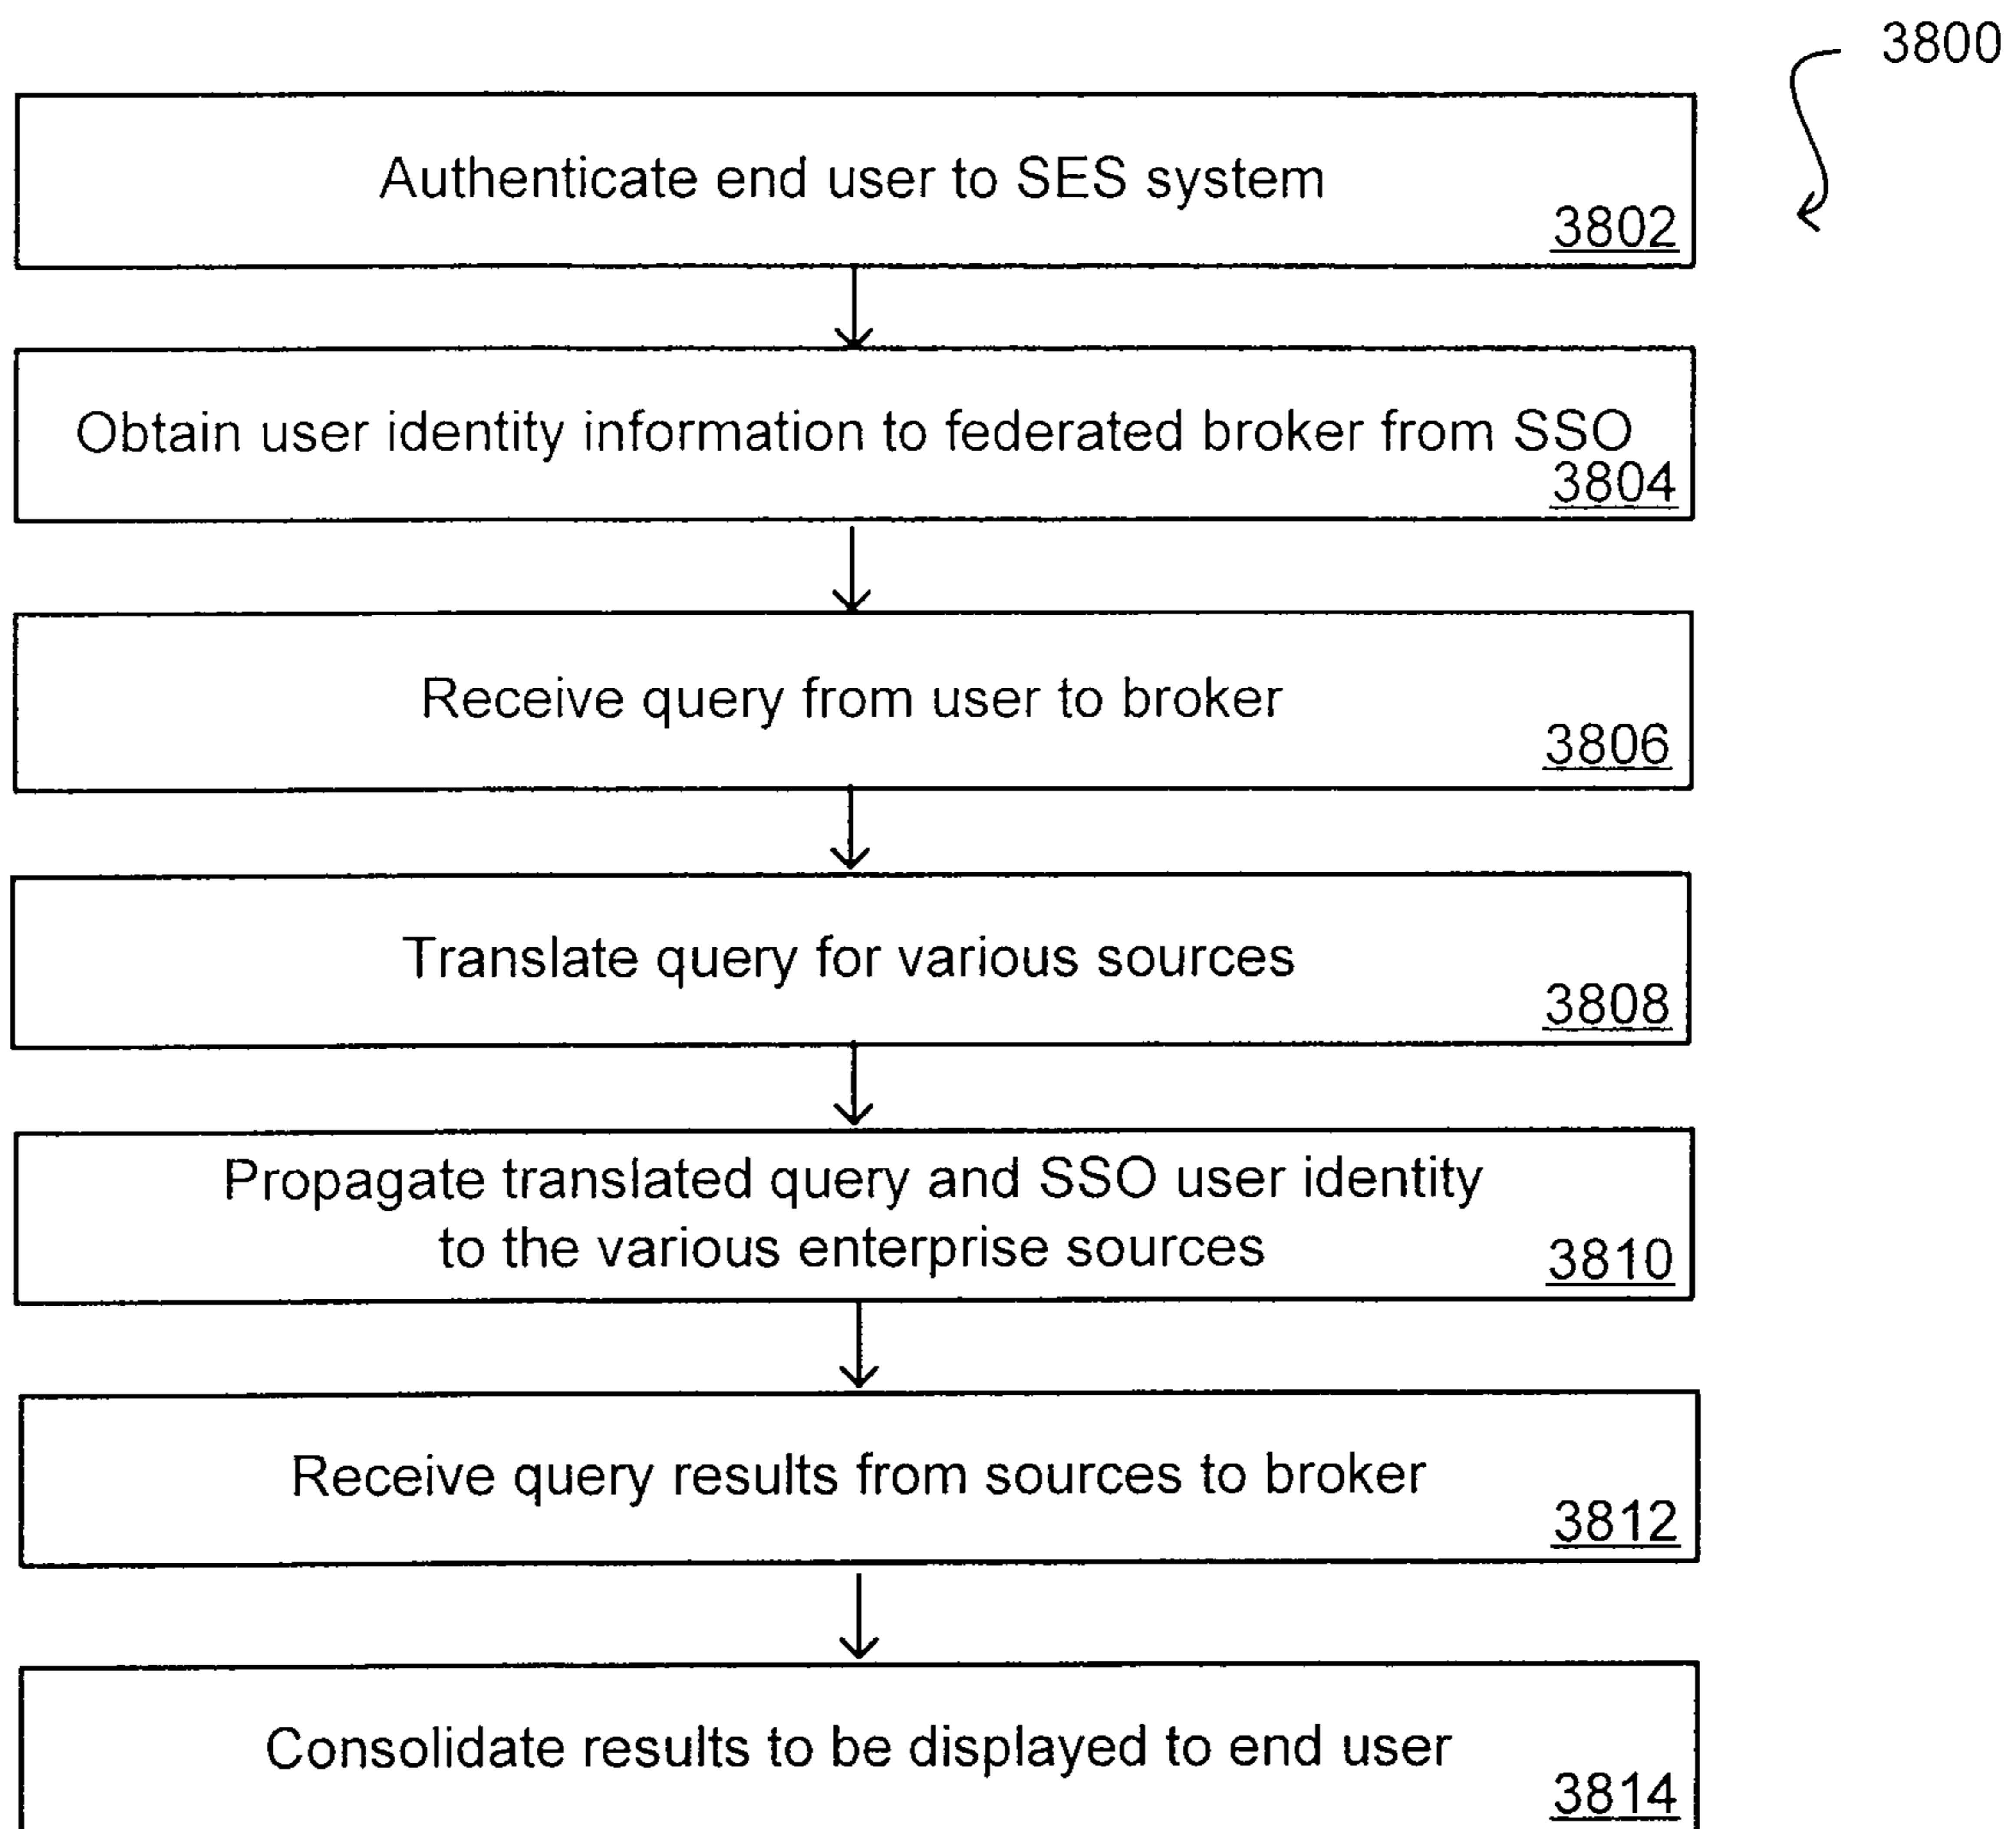 3800
Authenticate end user to SES system
3802
Obtain user identity information to federated broker from SSO
3804
Receive query from user to broker
3806
Translate query for various sources
3808
Propagate translated query and SSO user identity
to the various enterprise sources
3810
Receive query results from sources to broker
3812
Consolidate results to be displayed to end user
3814